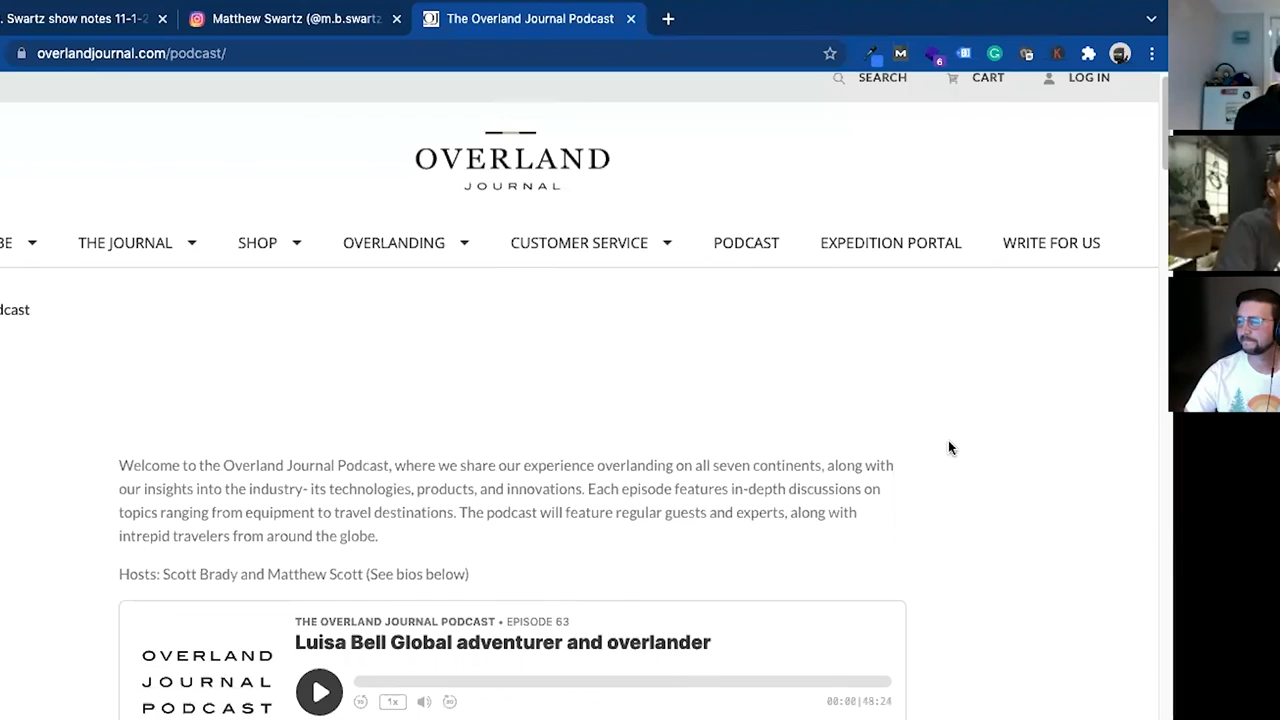 . Swartz show notes 11-1-2
Matthew Swartz (@m.b.swartz
The Overland Journal Podcast
overlandjournal.com/podcast/
SEARCH
CART
LOG IN
OVERLAND
JOURNAL
BE
THE JOURNAL
SHOP
OVERLANDING
CUSTOMER SERVICE
PODCAST
EXPEDITION PORTAL
WRITE FOR US
dcast
Welcome to the Overland Journal Podcast, where we share our experience overlanding on all seven continents, along with
our insights into the industry- its technologies, products, and innovations. Each episode features in-depth discussions on
topics ranging from equipment to travel destinations. The podcast will feature regular guests and experts, along with
intrepid travelers from around the globe.
Hosts: Scott Brady and Matthew Scott (See bios below)
THE OVERLAND JOURNAL PODCAST • EPISODE 63
Luisa Bell Global adventurer and overlander
OVERLAND
JOURNAL
PODCAST
1x
00:00|48:24